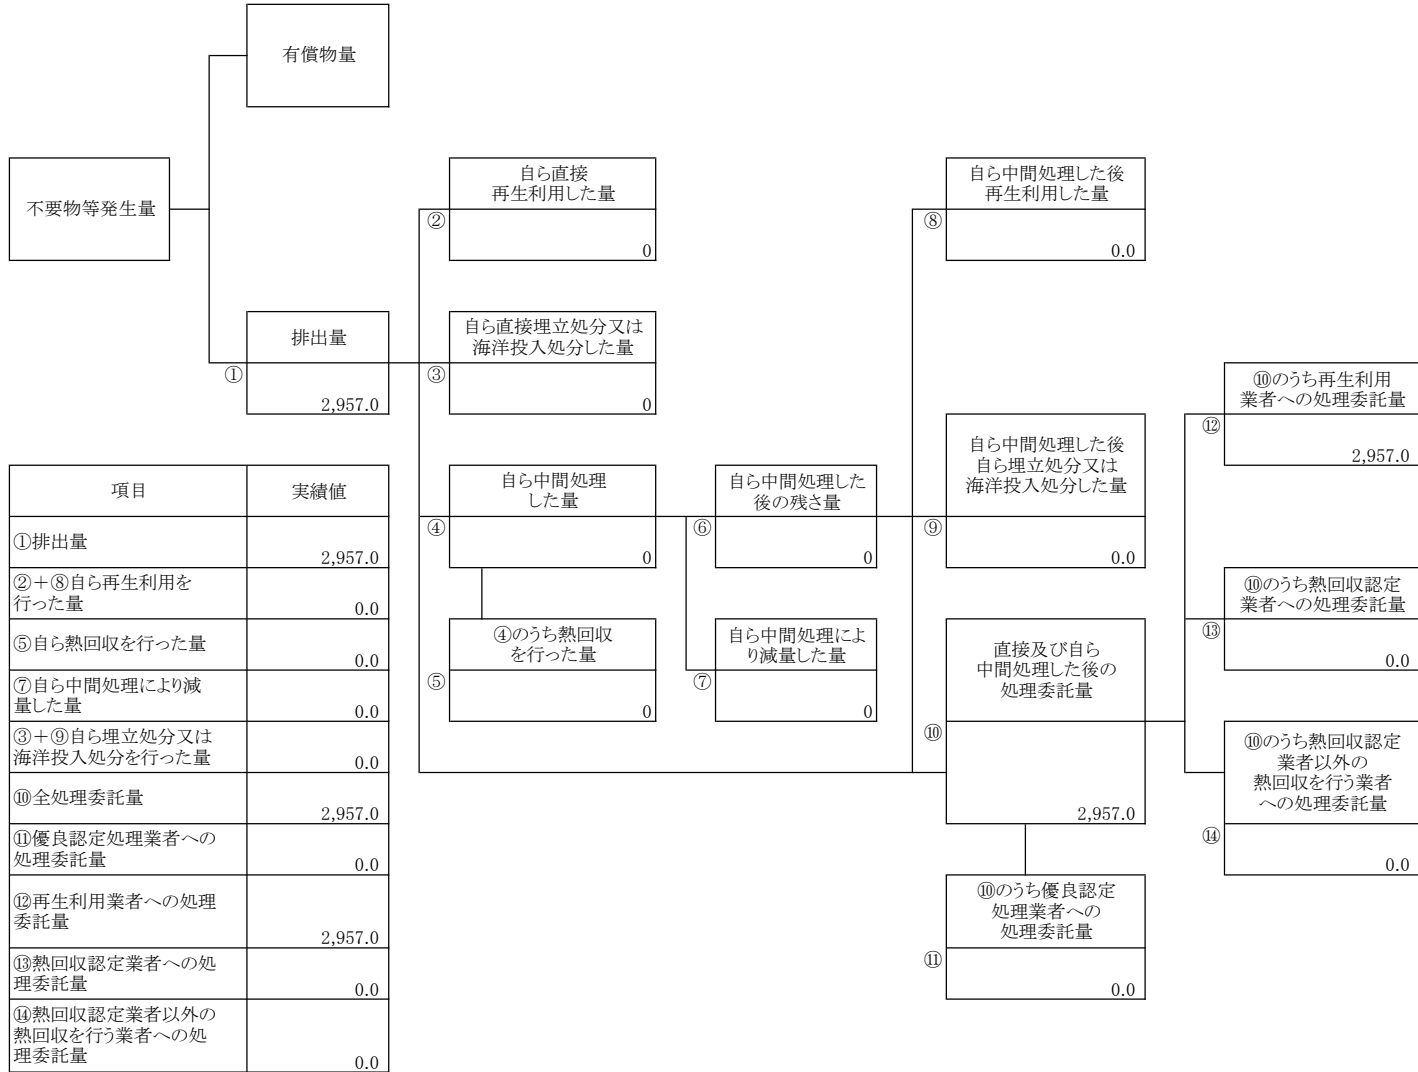 有償物量
不要物等発生量
自ら直接
再生利用した量
②
0
自ら中間処理した後
再生利用した量
⑧
0.0
排出量
①
2,957.0
自ら直接埋立処分又は
海洋投入処分した量
③
0
⑩のうち再生利用
業者への処理委託量
⑫
2,957.0
自ら中間処理
した量
④
0
自ら中間処理した
後の残さ量
⑥
0
自ら中間処理した後
自ら埋立処分又は
海洋投入処分した量
⑨
0.0
⑩のうち熱回収認定
業者への処理委託量
⑬
0.0
④のうち熱回収
を行った量
⑤
0
自ら中間処理によ
り減量した量
⑦
0
直接及び自ら
中間処理した後の
処理委託量
⑩
2,957.0
⑩のうち熱回収認定
業者以外の
熱回収を行う業者
への処理委託量
⑭
0.0
⑩のうち優良認定
処理業者への
処理委託量
⑪
0.0
項目 実績値
①排出量
2,957.0
②+⑧自ら再生利用を
行った量
0.0
⑤自ら熱回収を行った量
0.0
⑦自ら中間処理により減
量した量
0.0
③+⑨自ら埋立処分又は
海洋投入処分を行った量
0.0
⑩全処理委託量
2,957.0
⑪優良認定処理業者への
処理委託量
0.0
⑫再生利用業者への処理
委託量
2,957.0
⑬熱回収認定業者への処
理委託量
0.0
⑭熱回収認定業者以外の
熱回収を行う業者への処
理委託量
0.0